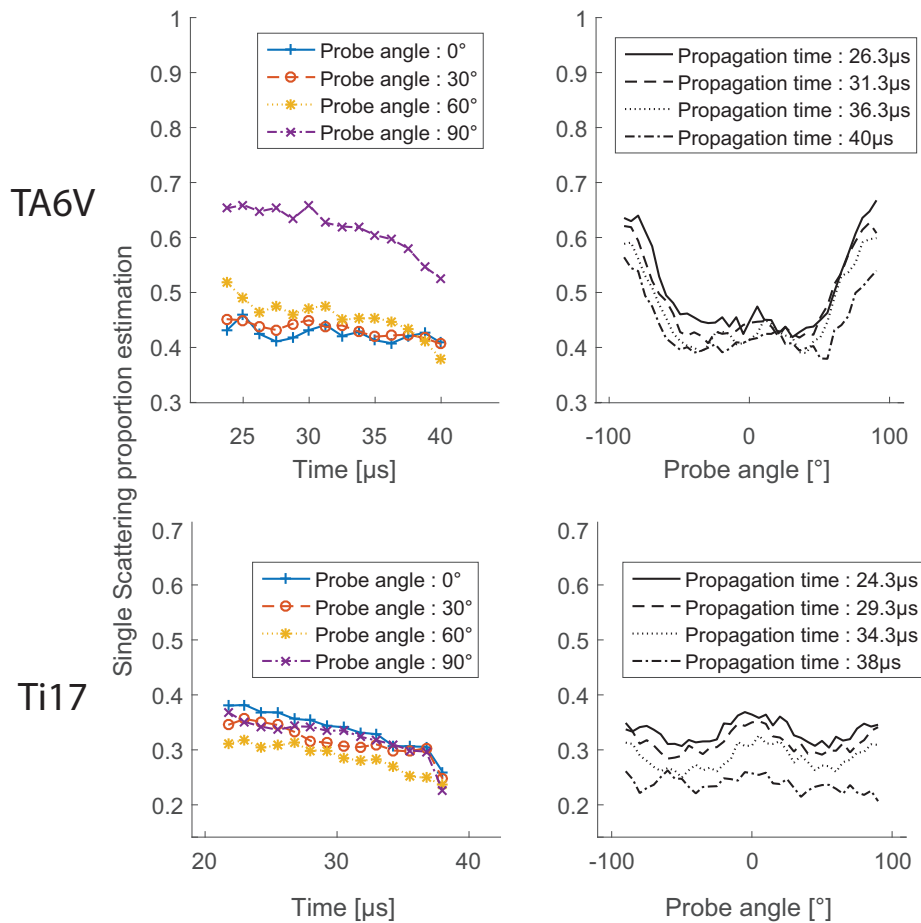 TA6V
Ti17
Single Scattering proportion estimation
1
0.9
0.8
0.7
0.6
0.5
0.4
0.3
25
30
35
40
Time [µs]
Probe angle : 0°
Probe angle : 30°
Probe angle : 60°
Probe angle : 90°
1
0.9
0.8
0.7
0.6
0.5
0.4
0.3
-100
0
100
Probe angle [°]
Propagation time : 26.3µs
Propagation time : 31.3µs
Propagation time : 36.3µs
Propagation time : 40µs
0.7
0.6
0.5
0.4
0.3
0.2
20
30
40
Time [µs]
Probe angle : 0°
Probe angle : 30°
Probe angle : 60°
Probe angle : 90°
0.7
0.6
0.5
0.4
0.3
0.2
-100
0
100
Probe angle [°]
Propagation time : 24.3µs
Propagation time : 29.3µs
Propagation time : 34.3µs
Propagation time : 38µs